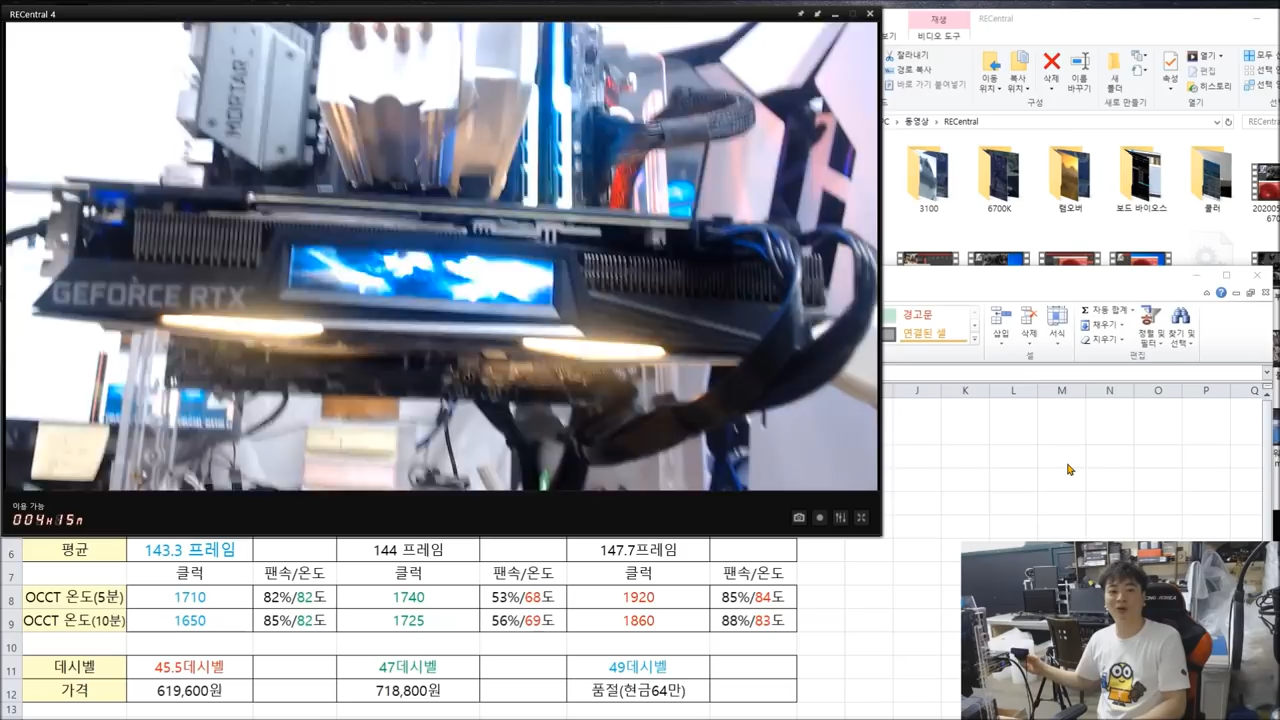 RECentral 4
MORTAR
GEFORCE RTX
이용 가능
004H15M
재생
RECentral
보기
비디오 도구
잘라내기
경로 복사
바로 가기 붙여넣기
이동 위치
복사 위치
삭제
이름 바꾸기
새 폴더
속성
열기
편집
히스토리
모두
선택
선택
구성
새로 만들기
열기
PC > 동영상 > RECentral
RECentral
3100
6700K
램오버
보드 바이오스
쿨러
202005
67
경고문
연결된 셀
삽입
삭제
서식
자동 합계
채우기
지우기
정렬 및 필터
찾기 및 선택
셀
편집
J K L M N O P Q
6 평균 143.3 프레임 144 프레임 147.7프레임
7 클럭 팬속/온도 클럭 팬속/온도 클럭 팬속/온도
8 OCCT 온도(5분) 1710 82%/82도 1740 53%/68도 1920 85%/84도
9 OCCT 온도(10분) 1650 85%/82도 1725 56%/69도 1860 88%/83도
10
11 데시벨 45.5데시벨 47데시벨 49데시벨
12 가격 619,600원 718,800원 품절(현금64만)
13